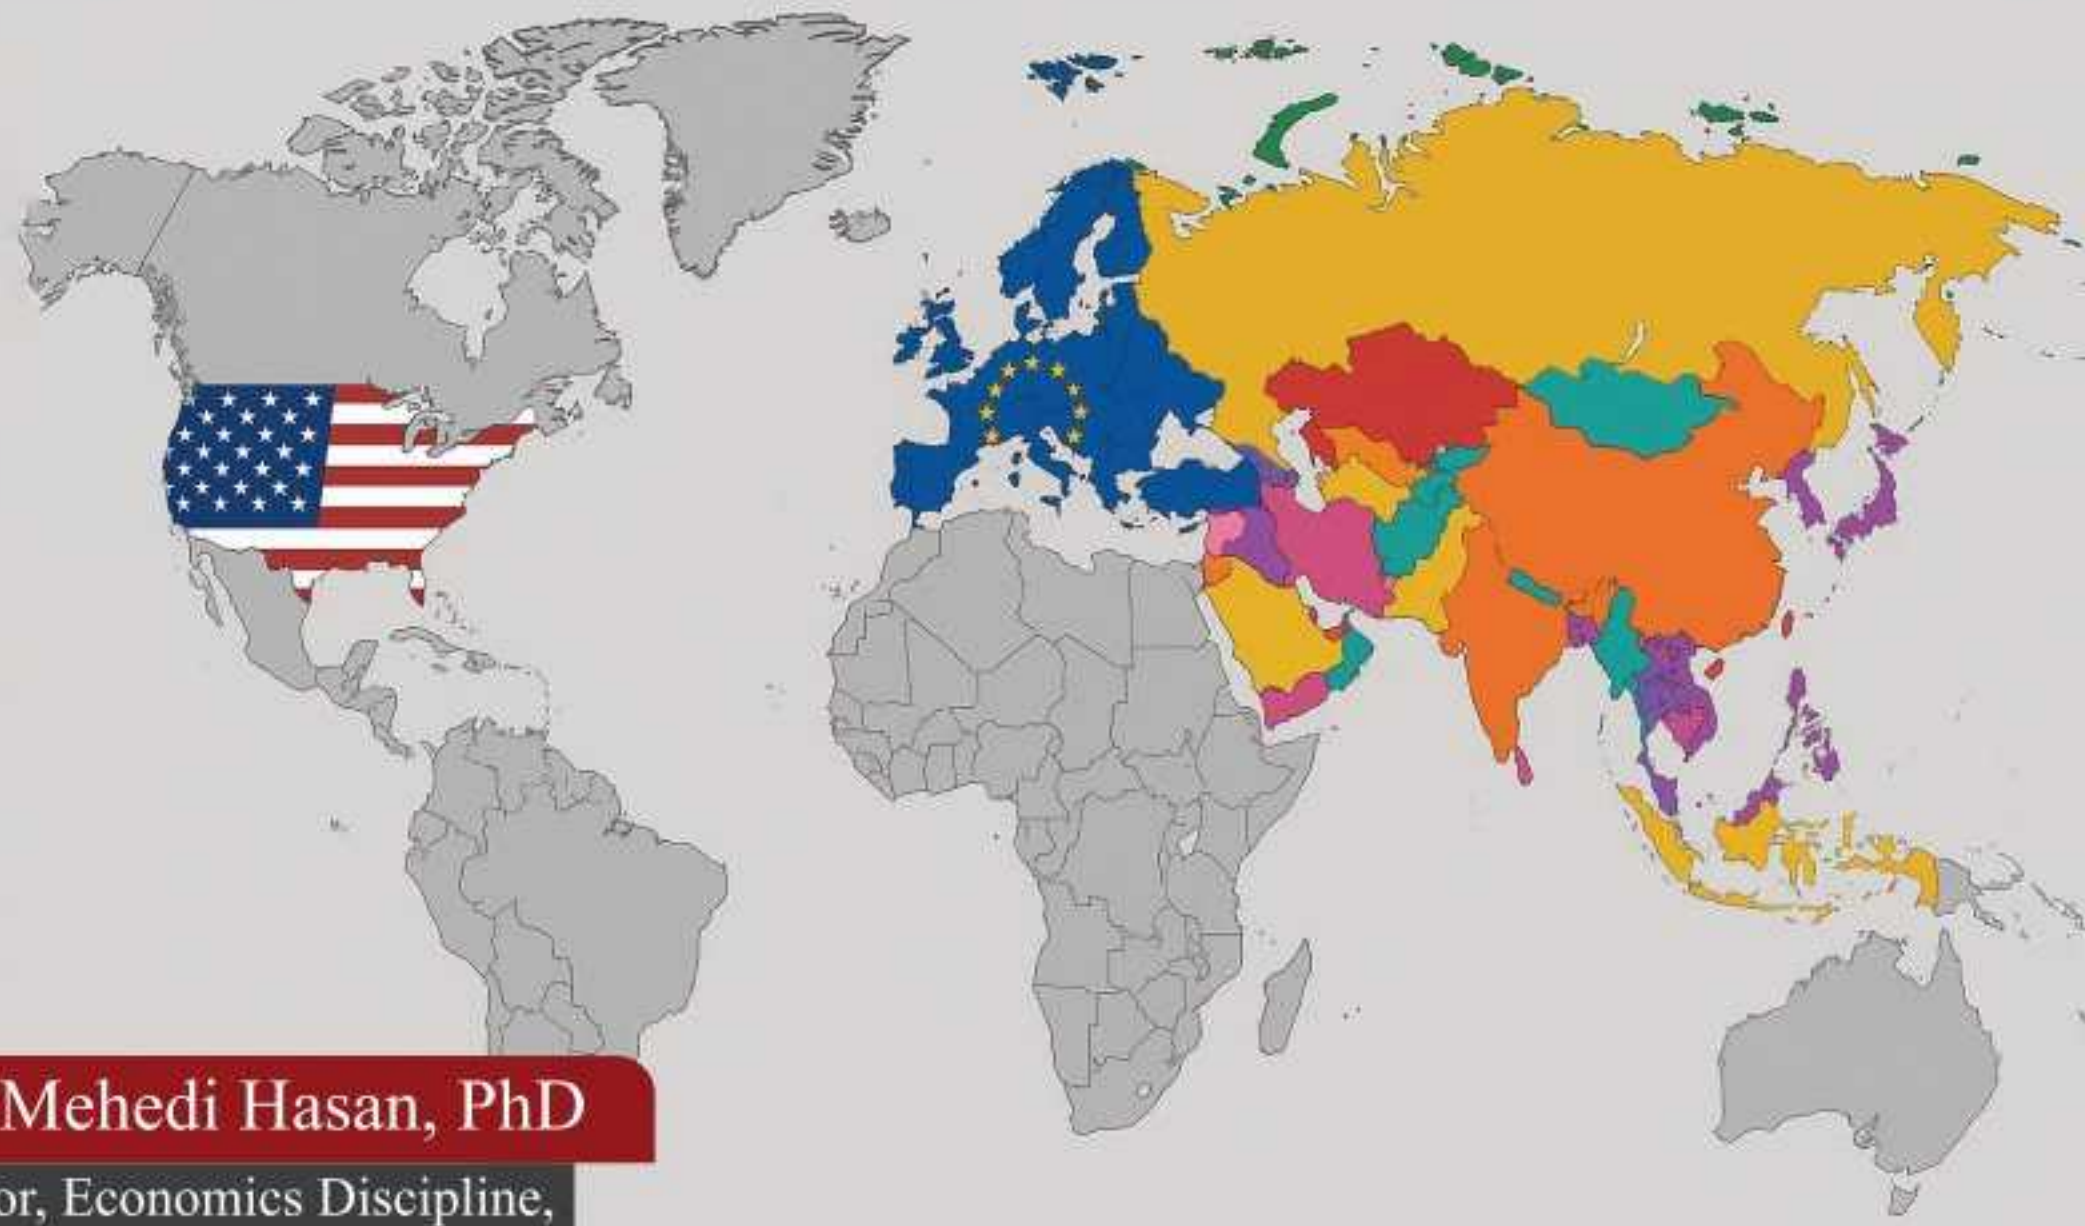 Mehedi Hasan, PhD
or, Economics Discipline,